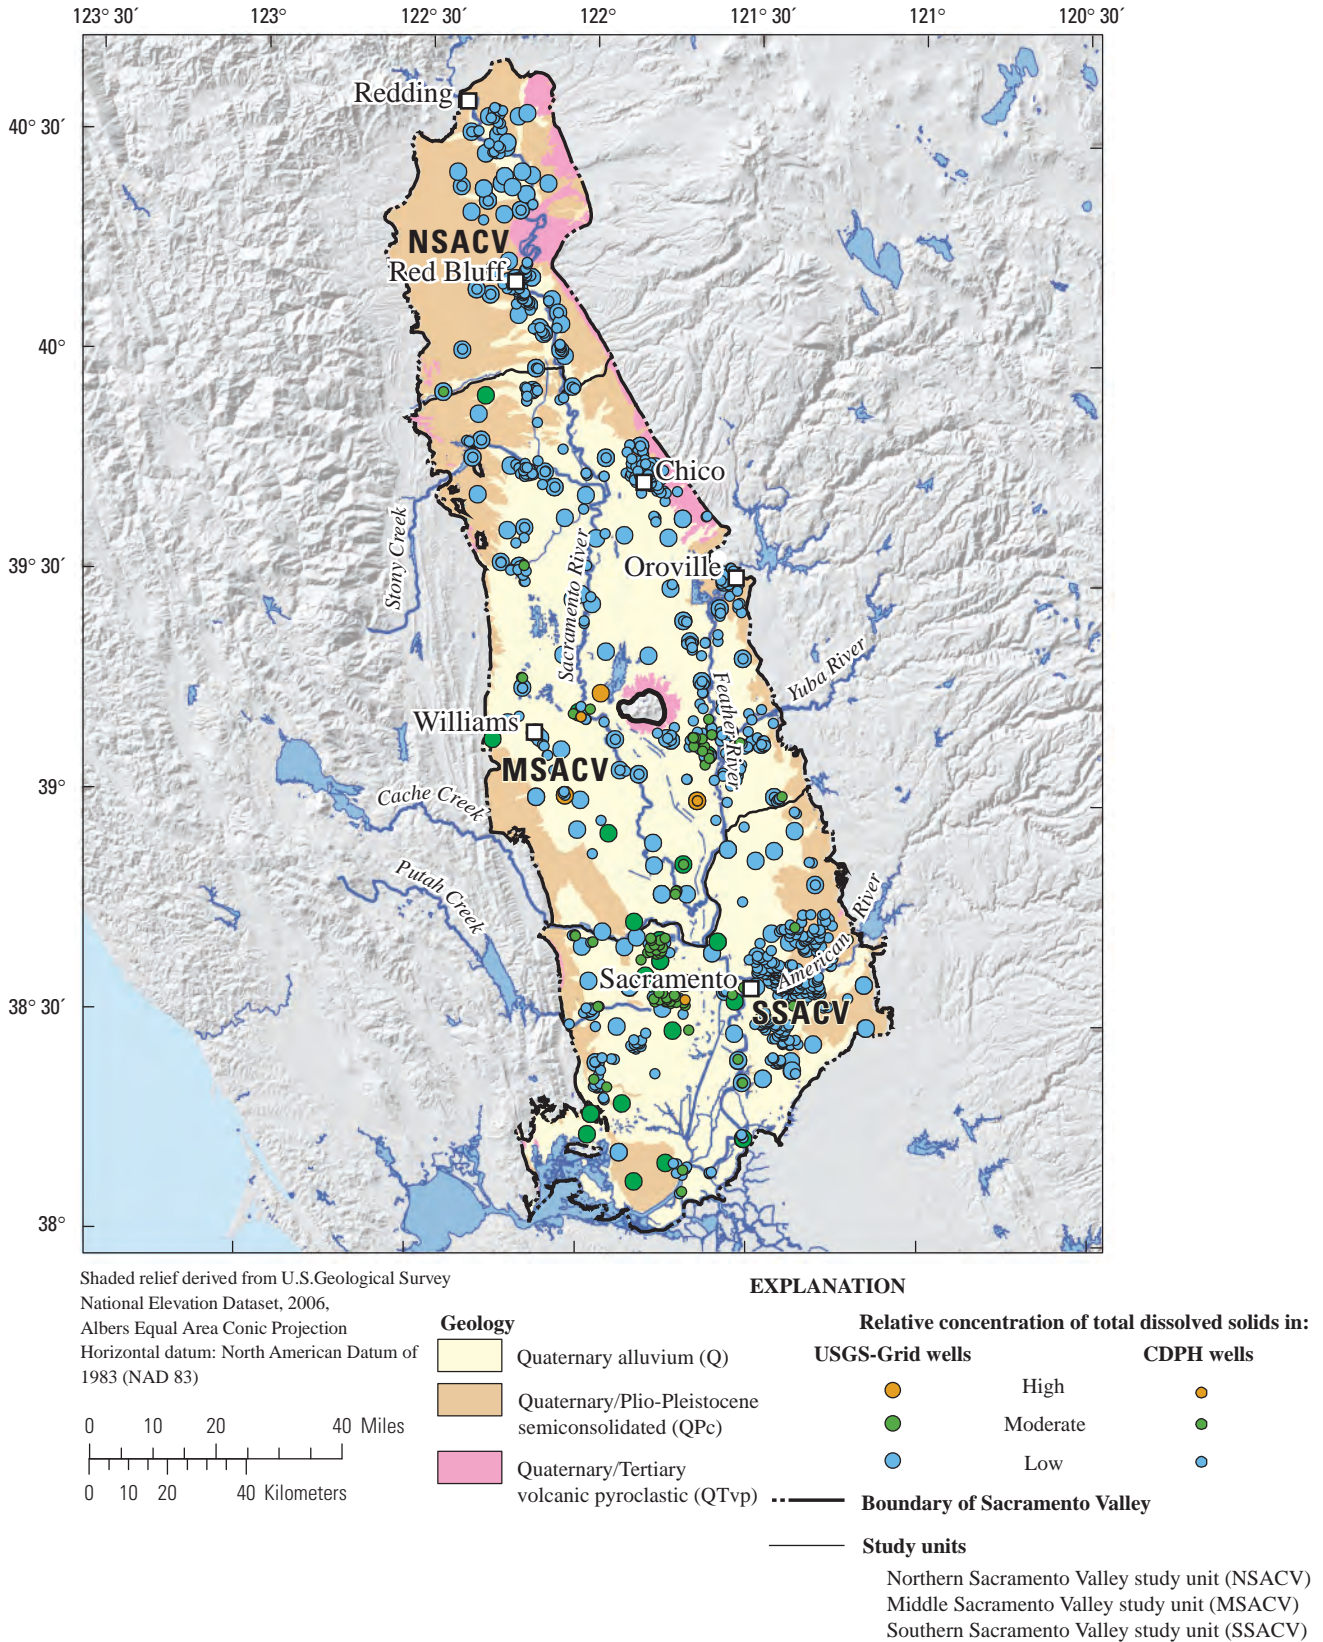 123° 30´ 123° 122° 30´ 122° 121° 30´ 121° 120° 30´
40° 30´
40°
39° 30´
39°
38° 30´
38°
Redding
NSACV
Red Bluff
Chico
Stony Creek
Sacramento River
Oroville
Feather River
Yuba River
Williams
MSACV
Cache Creek
Putah Creek
American River
Sacramento
SSACV
Shaded relief derived from U.S.Geological Survey
National Elevation Dataset, 2006,
Albers Equal Area Conic Projection
Horizontal datum: North American Datum of
1983 (NAD 83)
0 10 20 40 Miles
0 10 20 40 Kilometers
EXPLANATION
Geology
Quaternary alluvium (Q)
Quaternary/Plio-Pleistocene
semiconsolidated (QPc)
Quaternary/Tertiary
volcanic pyroclastic (QTvp)
Relative concentration of total dissolved solids in:
USGS-Grid wells CDPH wells
High
Moderate
Low
Boundary of Sacramento Valley
Study units
Northern Sacramento Valley study unit (NSACV)
Middle Sacramento Valley study unit (MSACV)
Southern Sacramento Valley study unit (SSACV)